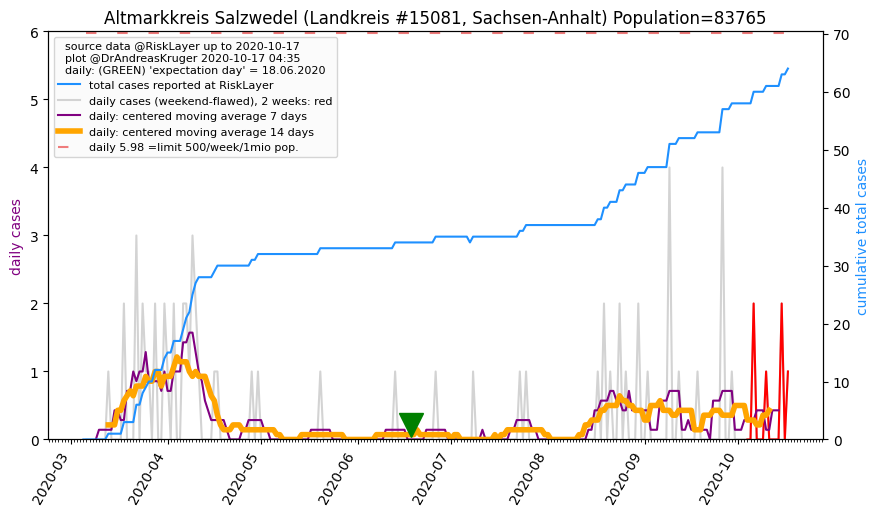 Altmarkkreis Salzwedel (Landkreis #15081, Sachsen-Anhalt) Population=83765
source data @RiskLayer up to 2020-10-17
plot @DrAndreasKruger 2020-10-17 04:35
daily: (GREEN) 'expectation day' = 18.06.2020
total cases reported at RiskLayer
daily cases (weekend-flawed), 2 weeks: red
daily: centered moving average 7 days
daily: centered moving average 14 days
daily 5.98 =limit 500/week/1mio pop.
daily cases
6
5
4
3
2
1
0
cumulative total cases
70
60
50
40
30
20
10
0
2020-03
2020-04
2020-05
2020-06
2020-07
2020-08
2020-09
2020-10